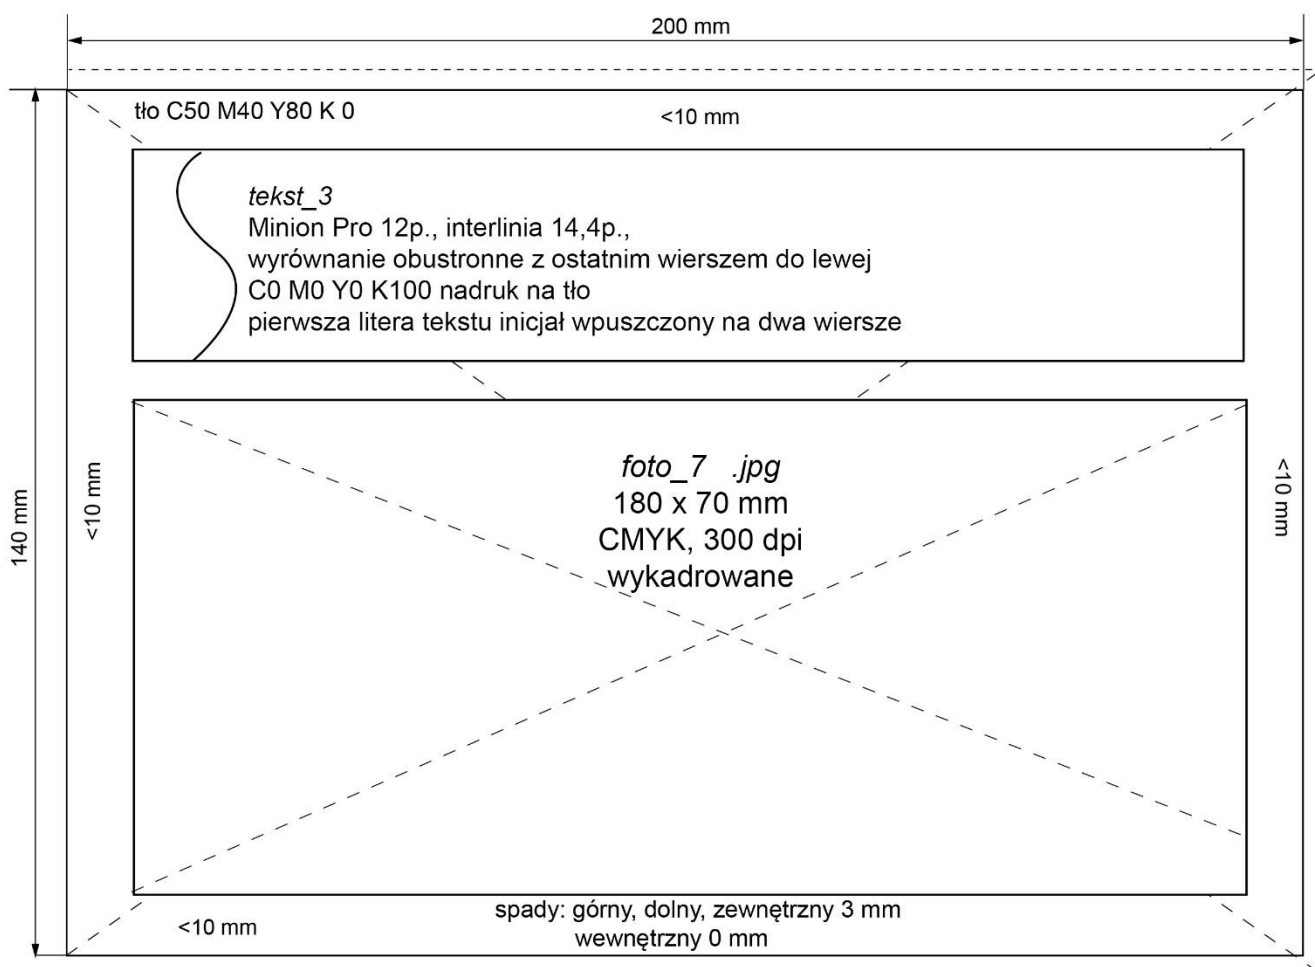 200 mm
tło C50 M40 Y80 K 0
<10 mm
tekst_3
Minion Pro 12p., interlinia 14,4p.,
wyrównanie obustronne z ostatnim wierszem do lewej
C0 M0 Y0 K100 nadruk na tło
pierwsza litera tekstu inicjał wpuszczony na dwa wiersze
140 mm
<10 mm
foto_7 .jpg
180 x 70 mm
CMYK, 300 dpi
wykadrowane
<10 mm
spady: górny, dolny, zewnętrzny 3 mm
wewnętrzny 0 mm
<10 mm